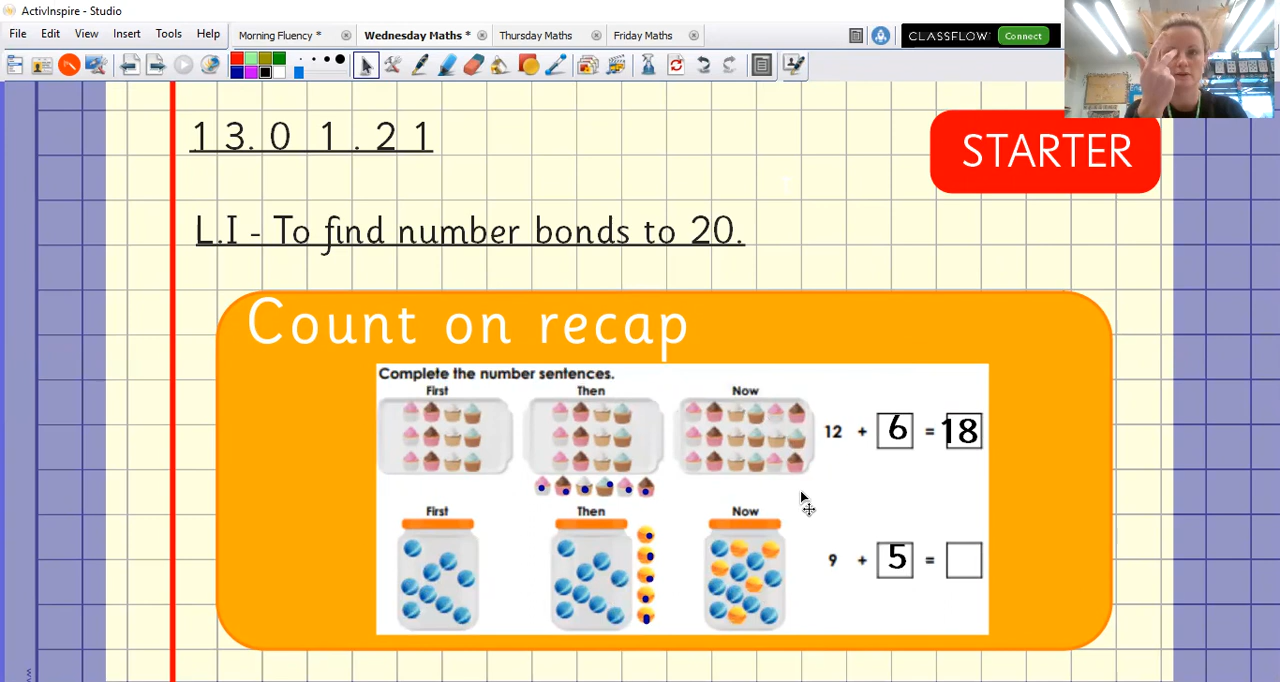 ActivInspire - Studio
File Edit View Insert Tools Help
Morning Fluency * Wednesday Maths * Thursday Maths Friday Maths
CLASSFLOW Connect
13.01.21
STARTER
L.I - To find number bonds to 20.
Count on recap
Complete the number sentences.
First Then Now
12 + 6 = 18
First Then Now
9 + 5 =